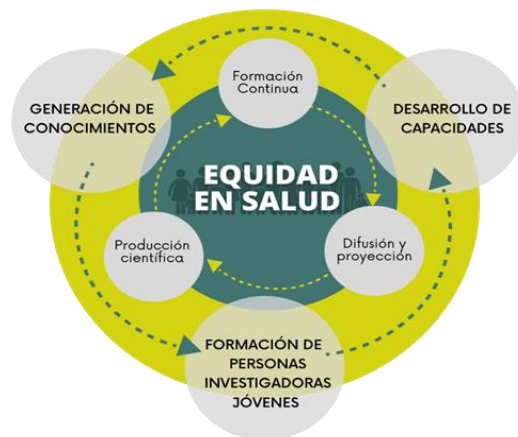 Formación
Continua
GENERACIÓN DE
CONOCIMIENTOS
DESARROLLO DE
CAPACIDADES
EQUIDAD
EN SALUD
Producción
científica
Difusión y
proyección
FORMACIÓN DE
PERSONAS
INVESTIGADORAS
JÓVENES